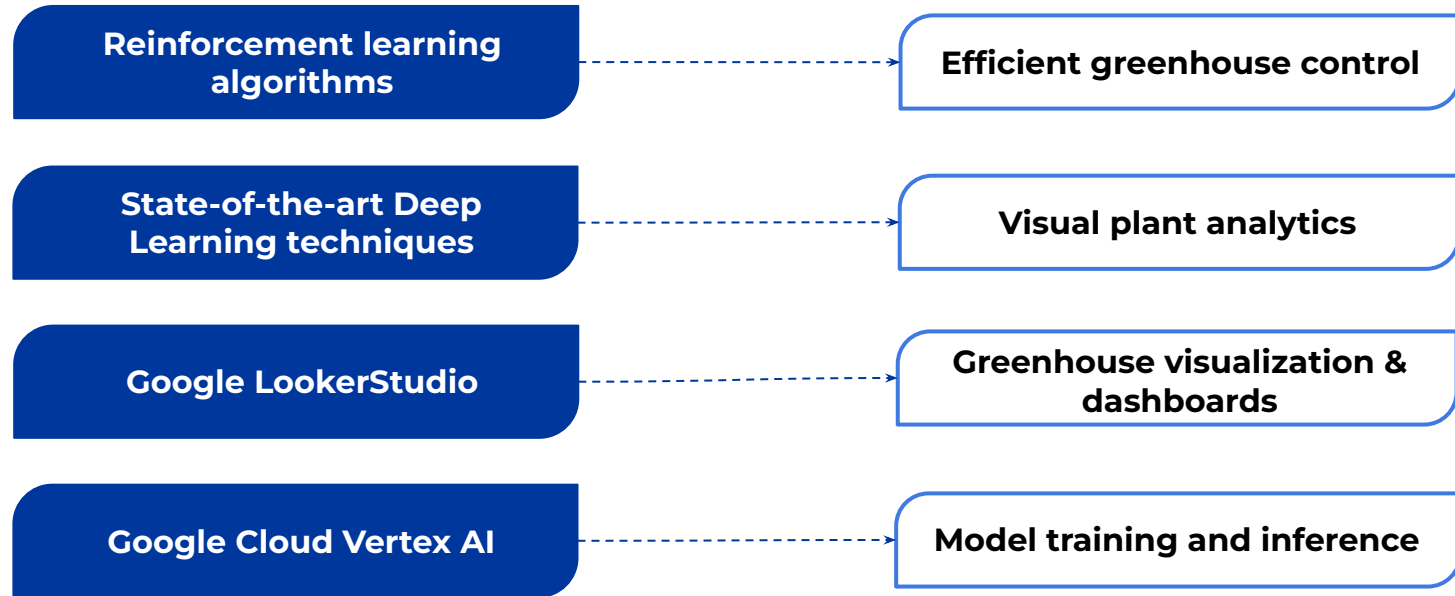 Reinforcement learning
algorithms
Efficient greenhouse control
State-of-the-art Deep
Learning techniques
Visual plant analytics
Google LookerStudio
Greenhouse visualization &
dashboards
Google Cloud Vertex AI
Model training and inference